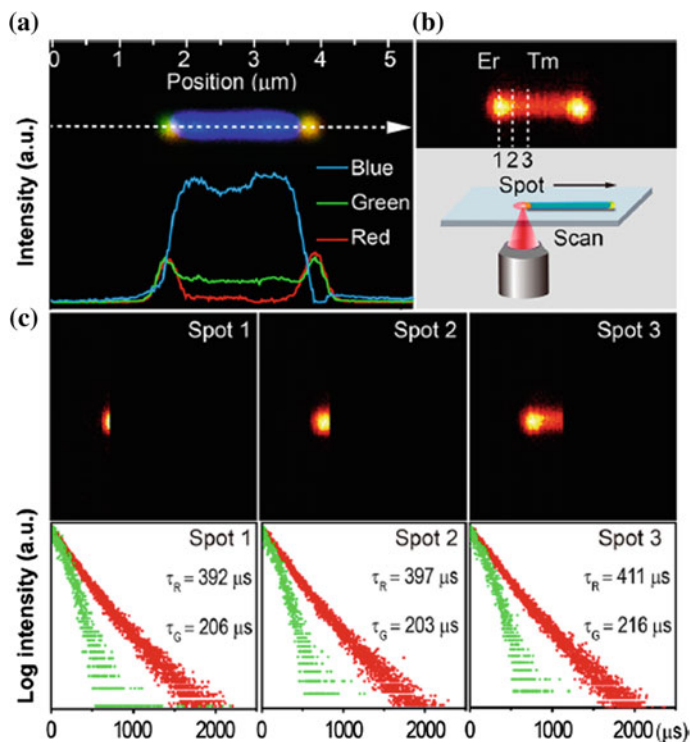 (a)
0 1 2 3 4 5
Position (μm)
Intensity (a.u.)
Blue
Green
Red
(b)
Er Tm
1 2 3
Spot
Scan
(c)
Spot 1 Spot 2 Spot 3
Log intensity (a.u.)
Spot 1
τR = 392 μs
τG = 206 μs
Spot 2
τR = 397 μs
τG = 203 μs
Spot 3
τR = 411 μs
τG = 216 μs
0 1000 2000 0 1000 2000 0 1000 2000 (μs)